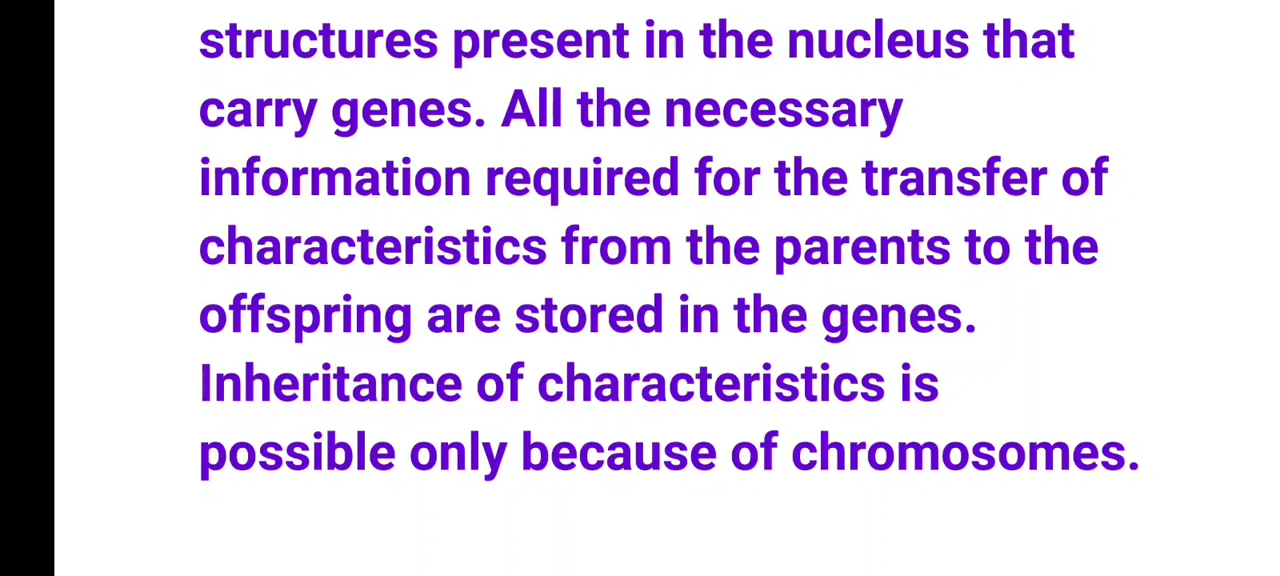 structures present in the nucleus that
carry genes. All the necessary
information required for the transfer of
characteristics from the parents to the
offspring are stored in the genes.
Inheritance of characteristics is
possible only because of chromosomes.